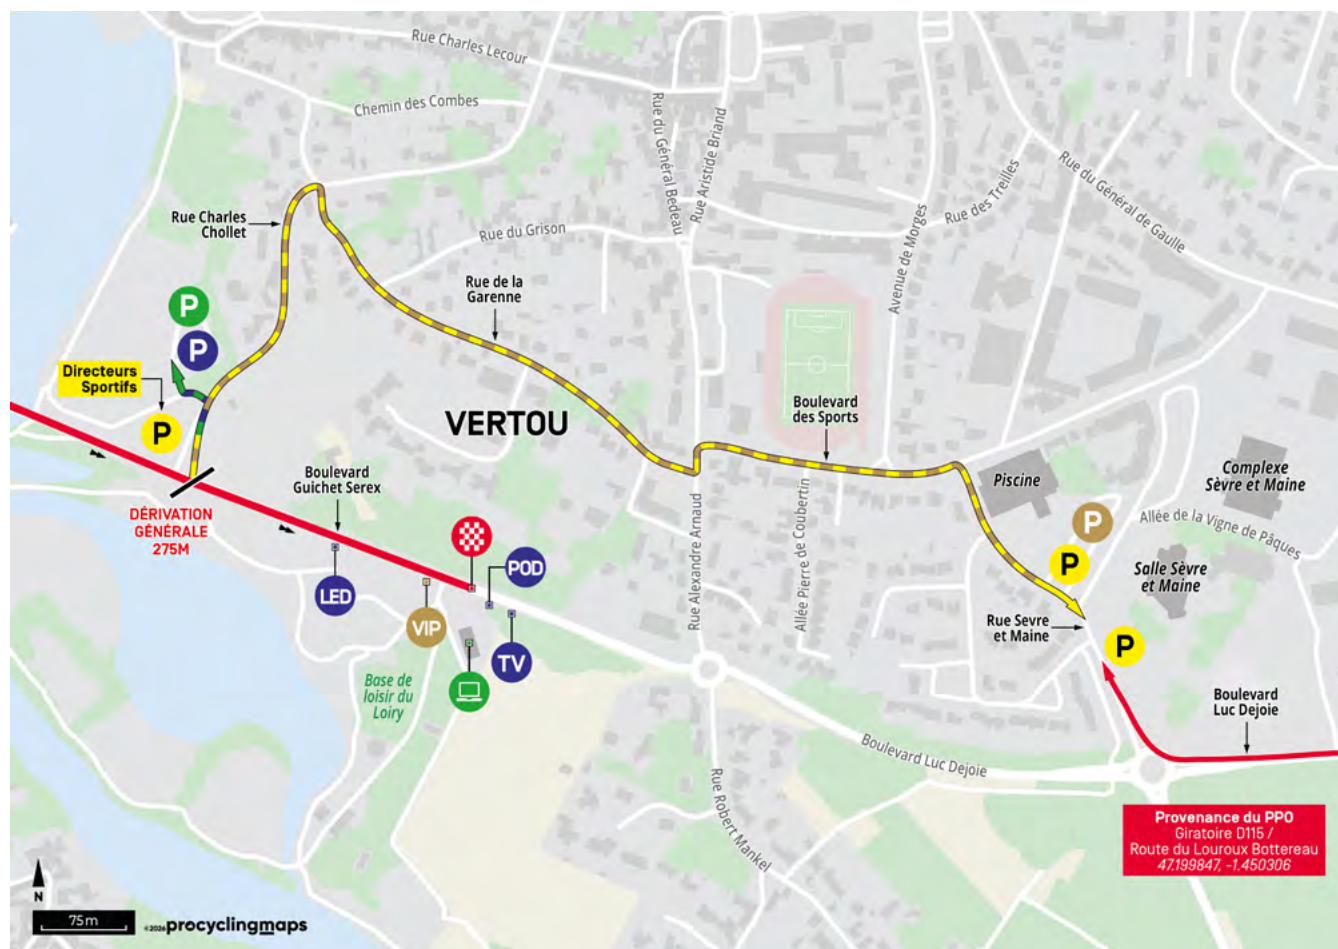 Rue Charles Lecour
Chemin des Combes
Rue du Général Bedeau
Rue Aristide Briand
Rue du Général de Gaulle
Rue des Treilles
Avenue de Morges
Rue Charles
Chollet
Rue du Grison
Rue de la
Garenne
P
P
Directeurs
Sportifs
P
VERTOU
Boulevard
des Sports
Boulevard
Guichet Serex
DÉRIVATION
GÉNÉRALE
275M
LED
VIP
POD
TV
Base de
loisir du
Loiry
Rue Alexandre Arnaud
Allée Pierre de Coubertin
Piscine
Complexe
Sèvre et Maine
Allée de la Vigne de Pâques
Salle Sèvre
et Maine
P
P
Rue Sevre
et Maine
P
Boulevard
Luc Dejoie
Boulevard Luc Dejoie
Rue Robert Mankel
Provenance du PPO
Giratoire D115 /
Route du Louroux Bottereau
47.199847, -1.450306
N
75m
©2026 procyclingmaps